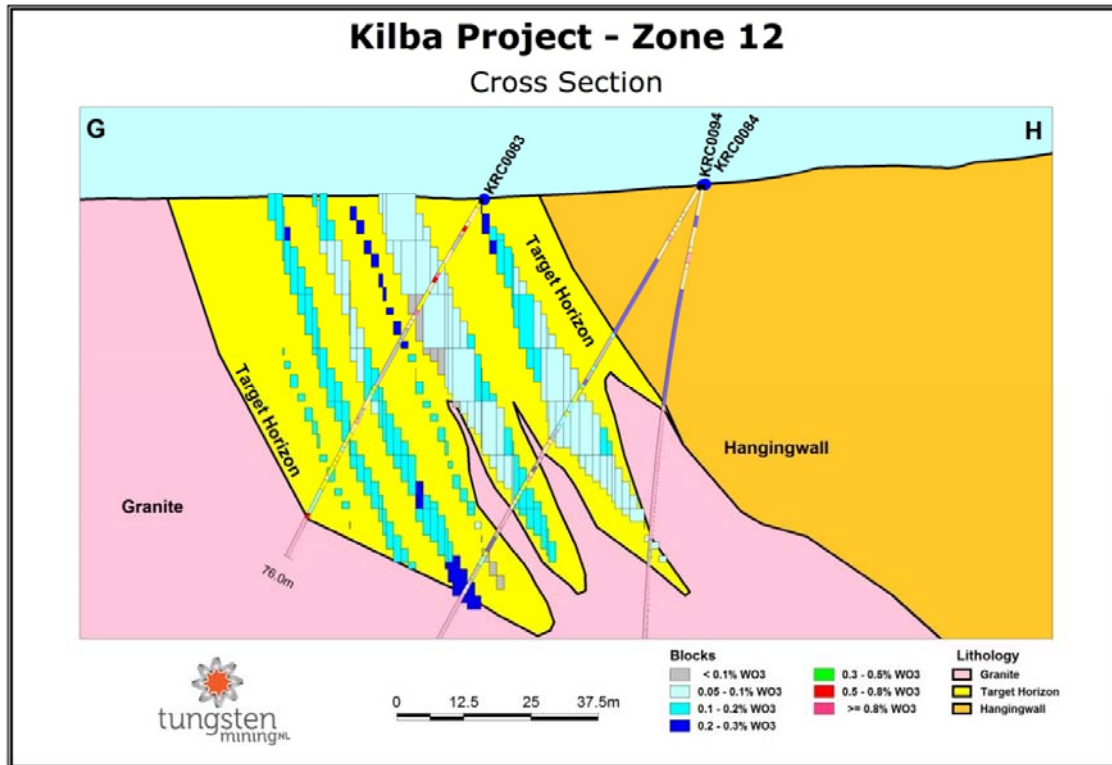 Kilba Project - Zone 12
Cross Section
G
H
KRC0083
KRC0094
KRC0084
Target Horizon
Target Horizon
Granite
Hangingwall
76.0m
tungsten
miningNL
0 12.5 25 37.5m
Blocks
< 0.1% WO3
0.05 - 0.1% WO3
0.1 - 0.2% WO3
0.2 - 0.3% WO3
0.3 - 0.5% WO3
0.5 - 0.8% WO3
>= 0.8% WO3
Lithology
Granite
Target Horizon
Hangingwall